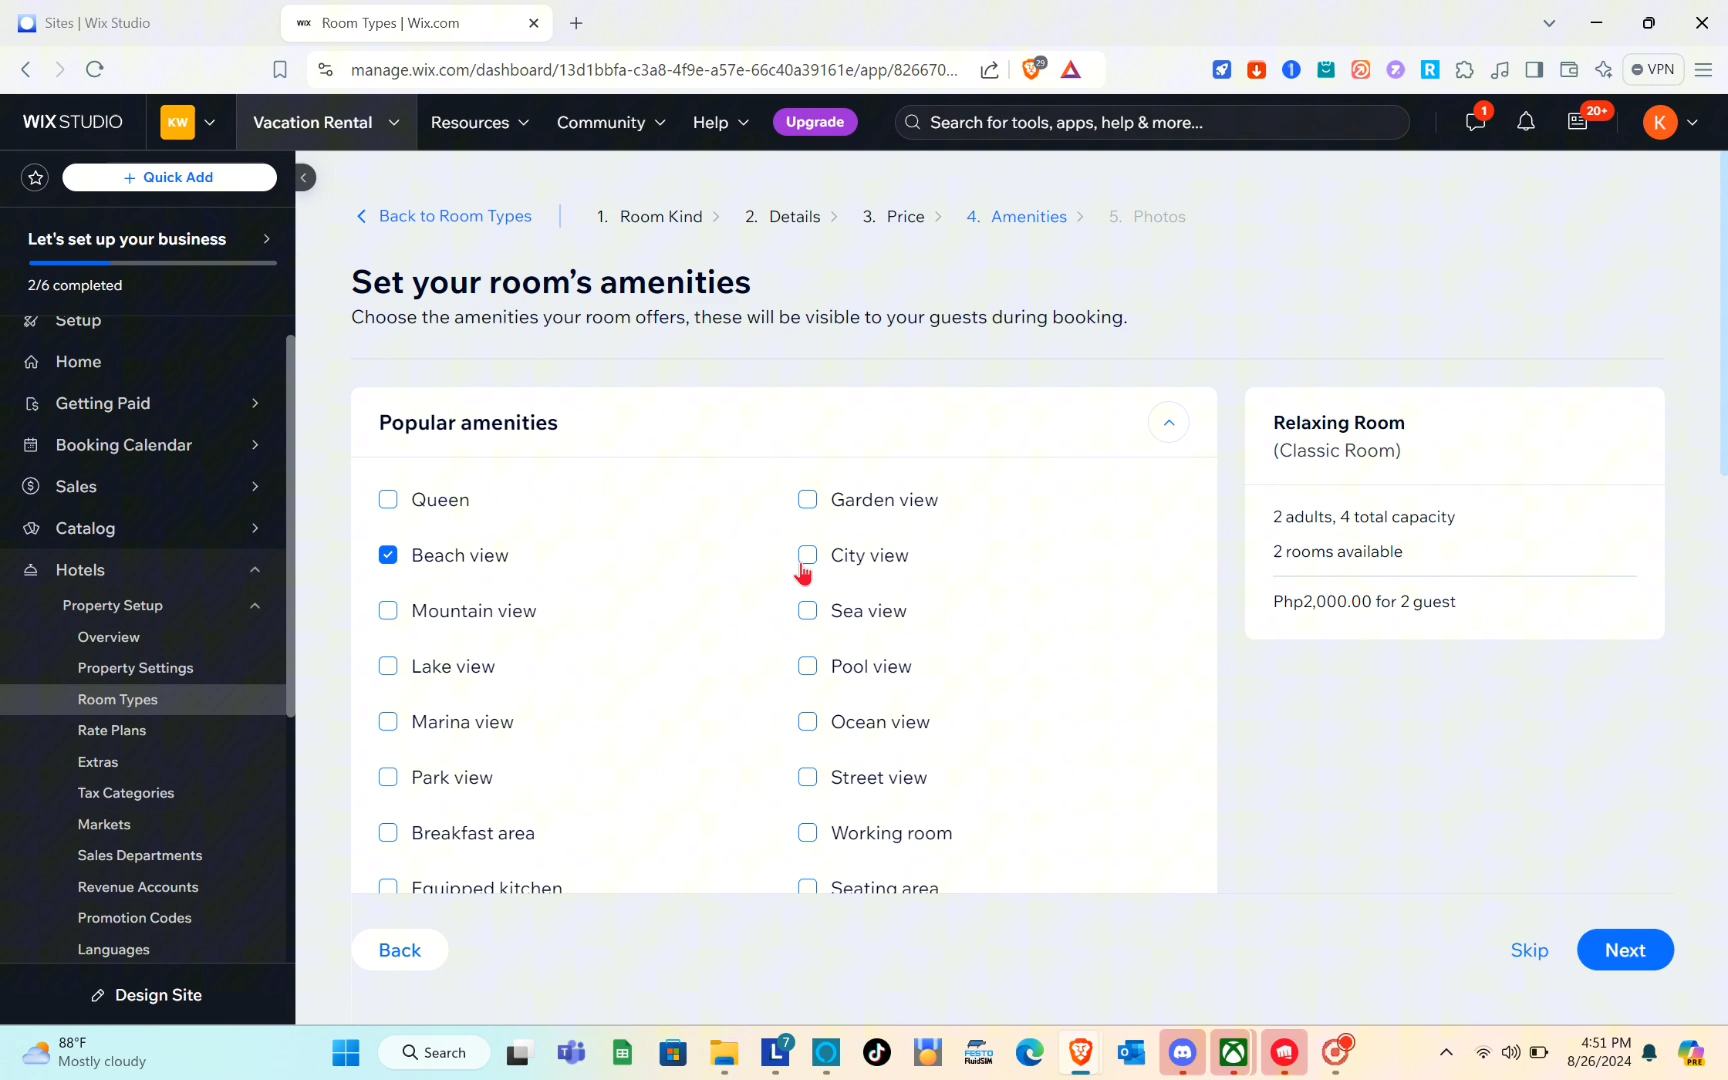 Sites | Wix Studio
WIX Room Types | Wix.com
manage.wix.com/dashboard/13d1bbfa-c3a8-4f9e-a57e-66c40a39161e/app/826670...
29
VPN
WIX STUDIO
KW
Vacation Rental
Resources
Community
Help
Upgrade
Search for tools, apps, help & more...
1
20+
K
+ Quick Add
Let's set up your business
2/6 completed
Setup
Home
Getting Paid
Booking Calendar
Sales
Catalog
Hotels
Property Setup
Overview
Property Settings
Room Types
Rate Plans
Extras
Tax Categories
Markets
Sales Departments
Revenue Accounts
Promotion Codes
Languages
Design Site
Back to Room Types
1. Room Kind
2. Details
3. Price
4. Amenities
5. Photos
Set your room's amenities
Choose the amenities your room offers, these will be visible to your guests during booking.
Popular amenities
Queen
Garden view
Beach view
City view
Mountain view
Sea view
Lake view
Pool view
Marina view
Ocean view
Park view
Street view
Breakfast area
Working room
Equipped kitchen
Seating area
Relaxing Room
(Classic Room)
2 adults, 4 total capacity
2 rooms available
Php2,000.00 for 2 guest
Back
Skip
Next
88°F
Mostly cloudy
Search
L
7
FESTO
FluidSIM
4:51 PM
8/26/2024
PRE